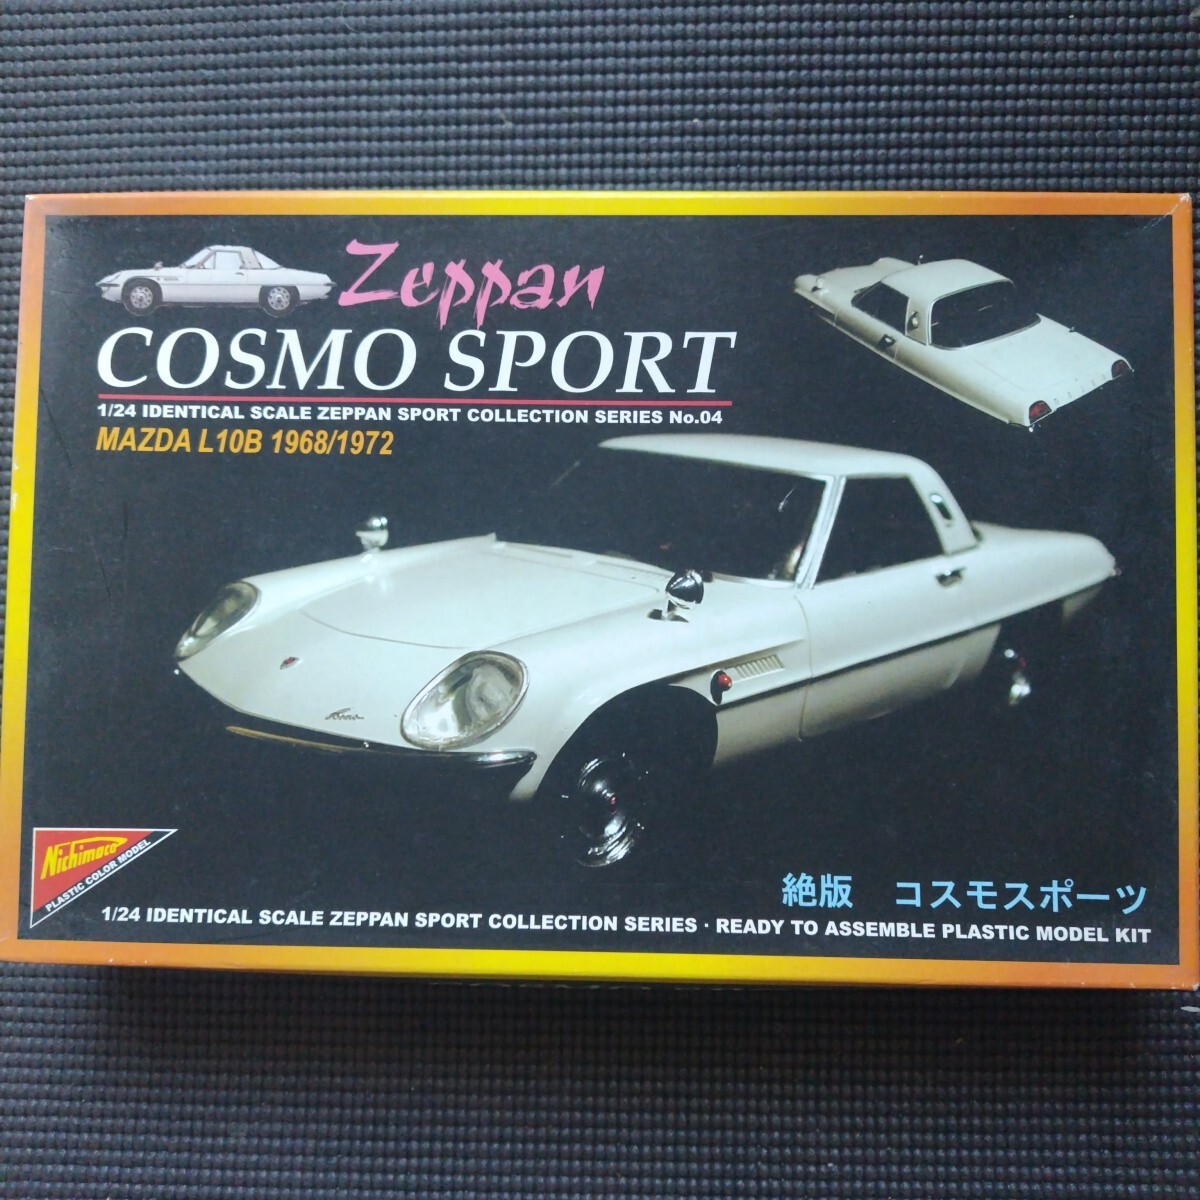 Zeppan
COSMO SPORT
1/24 IDENTICAL SCALE ZEPPAN SPORT COLLECTION SERIES No.04
MAZDA L10B 1968/1972
Cosmo
Nichimoco
PLASTIC COLOR MODEL
絶版 コスモスポーツ
1/24 IDENTICAL SCALE ZEPPAN SPORT COLLECTION SERIES · READY TO ASSEMBLE PLASTIC MODEL KIT